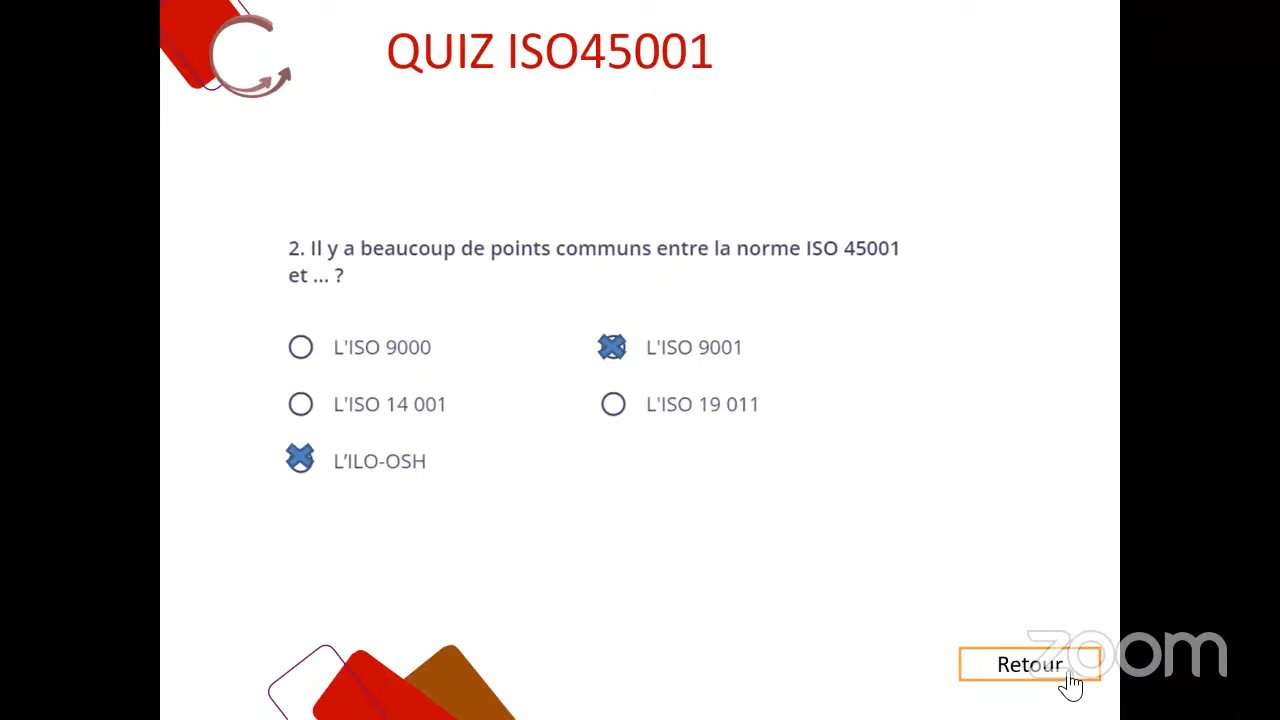 QUIZ ISO45001
2. Il y a beaucoup de points communs entre la norme ISO 45001
et ... ?
L'ISO 9000
L'ISO 9001
L'ISO 14 001
L'ISO 19 011
L’ILO-OSH
Retour
zoom